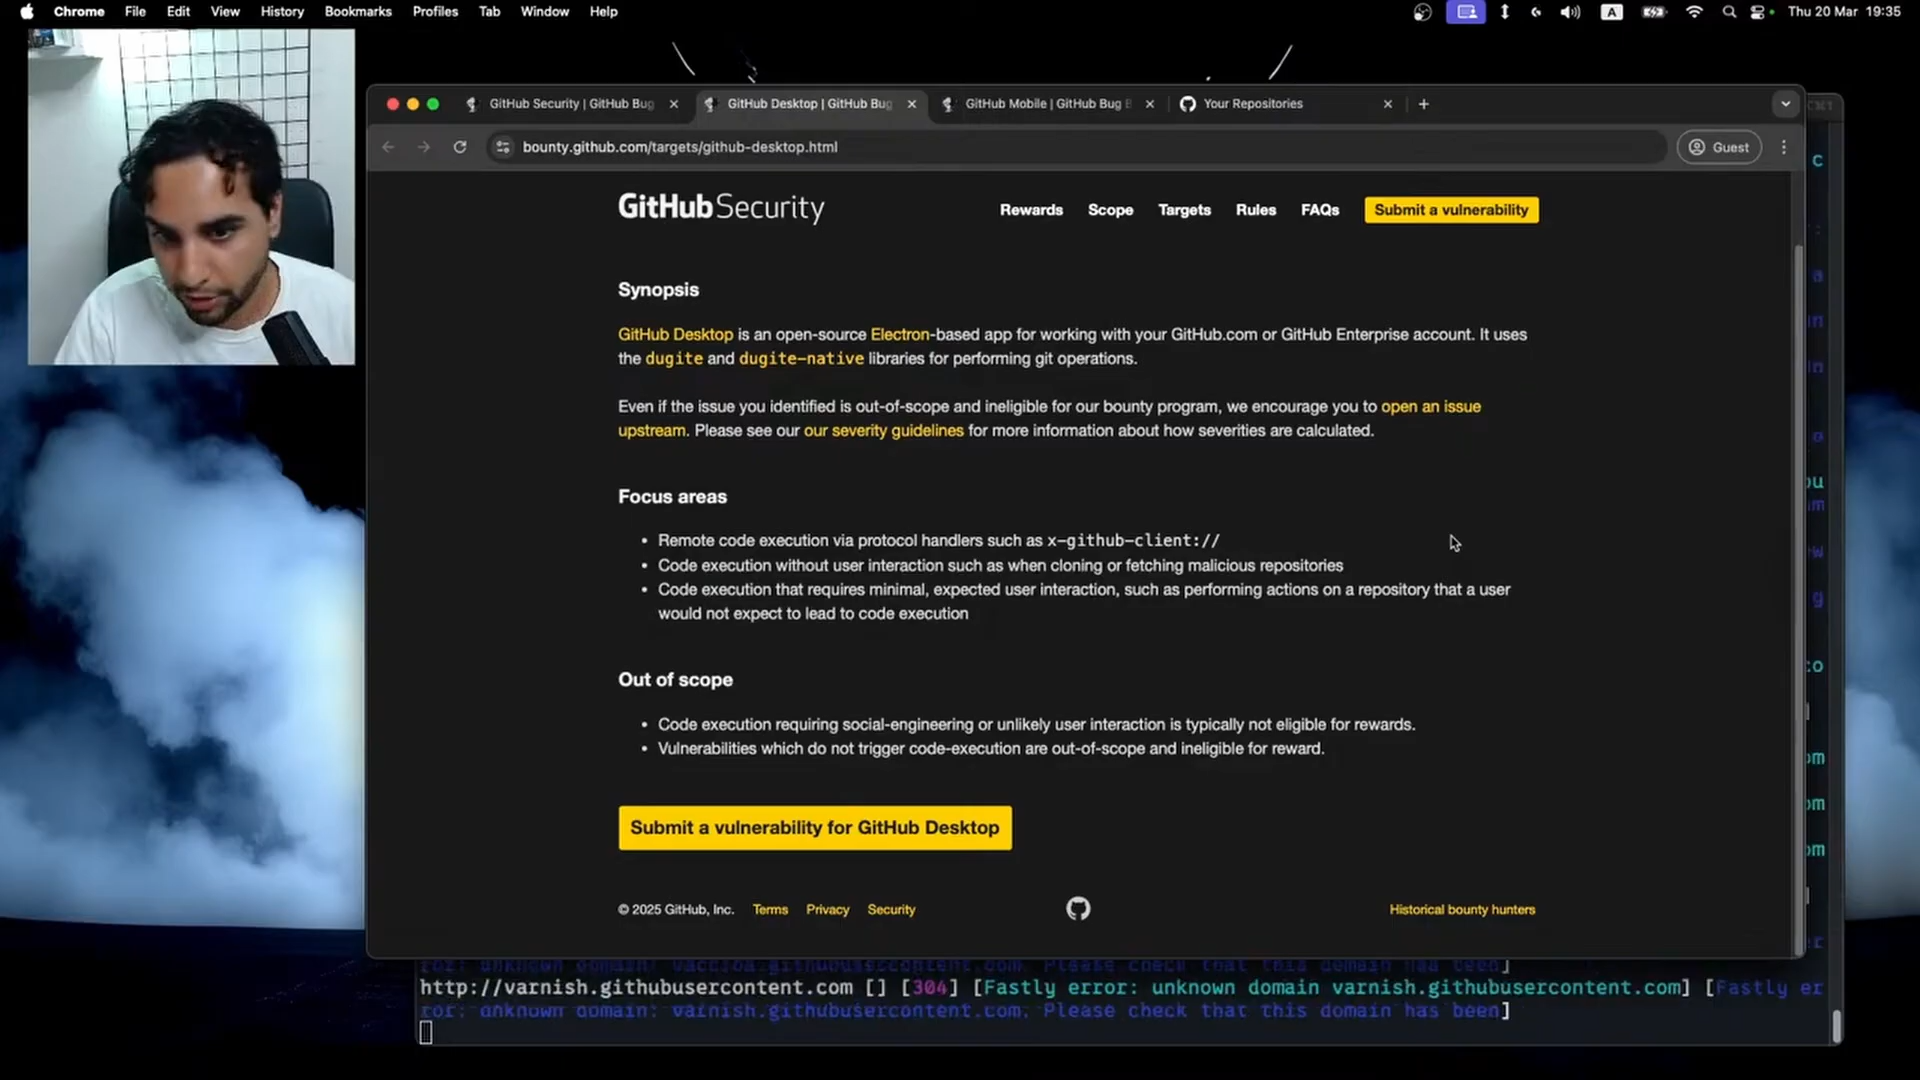 Chrome File Edit View History Bookmarks Profiles Tab Window Help
A Thu 20 Mar 19:35
GitHub Security | GitHub Bug
GitHub Desktop | GitHub Bug
GitHub Mobile | GitHub Bug B
Your Repositories
bounty.github.com/targets/github-desktop.html
Guest
GitHubSecurity
Rewards Scope Targets Rules FAQs Submit a vulnerability
Synopsis
GitHub Desktop is an open-source Electron-based app for working with your GitHub.com or GitHub Enterprise account. It uses
the dugite and dugite-native libraries for performing git operations.
Even if the issue you identified is out-of-scope and ineligible for our bounty program, we encourage you to open an issue
upstream. Please see our our severity guidelines for more information about how severities are calculated.
Focus areas
• Remote code execution via protocol handlers such as x-github-client://
• Code execution without user interaction such as when cloning or fetching malicious repositories
• Code execution that requires minimal, expected user interaction, such as performing actions on a repository that a user
would not expect to lead to code execution
Out of scope
• Code execution requiring social-engineering or unlikely user interaction is typically not eligible for rewards.
• Vulnerabilities which do not trigger code-execution are out-of-scope and ineligible for reward.
Submit a vulnerability for GitHub Desktop
© 2025 GitHub, Inc. Terms Privacy Security
Historical bounty hunters
http://varnish.githubusercontent.com [] [304] [Fastly error: unknown domain varnish.githubusercontent.com] [Fastly er
ror: unknown domain: varnish.githubusercontent.com. Please check that this domain has been]